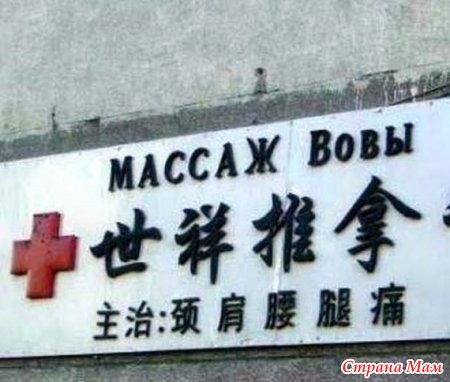 Массаж Вовы
世祥推拿
主治:颈肩腰腿痛
Страна Мам